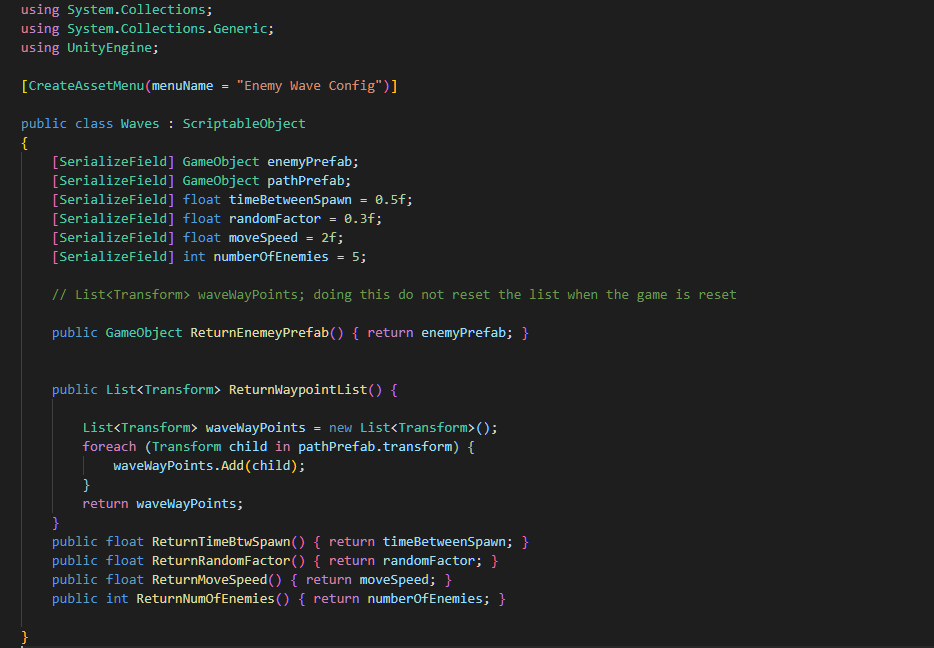 using System.Collections;
using System.Collections.Generic;
using UnityEngine;
[CreateAssetMenu(menuName = "Enemy Wave Config")]
public class Waves : ScriptableObject
{
[SerializeField] GameObject enemyPrefab;
[SerializeField] GameObject pathPrefab;
[SerializeField] float timeBetweenSpawn = 0.5f;
[SerializeField] float randomFactor = 0.3f;
[SerializeField] float moveSpeed = 2f;
[SerializeField] int numberOfEnemies = 5;
// List<Transform> waveWayPoints; doing this do not reset the list when the game is reset
public GameObject ReturnEnemeyPrefab() { return enemyPrefab; }
public List<Transform> ReturnWaypointList() {
List<Transform> waveWayPoints = new List<Transform>();
foreach (Transform child in pathPrefab.transform) {
waveWayPoints.Add(child);
}
return waveWayPoints;
}
public float ReturnTimeBtwSpawn() { return timeBetweenSpawn; }
public float ReturnRandomFactor() { return randomFactor; }
public float ReturnMoveSpeed() { return moveSpeed; }
public int ReturnNumOfEnemies() { return numberOfEnemies; }
}